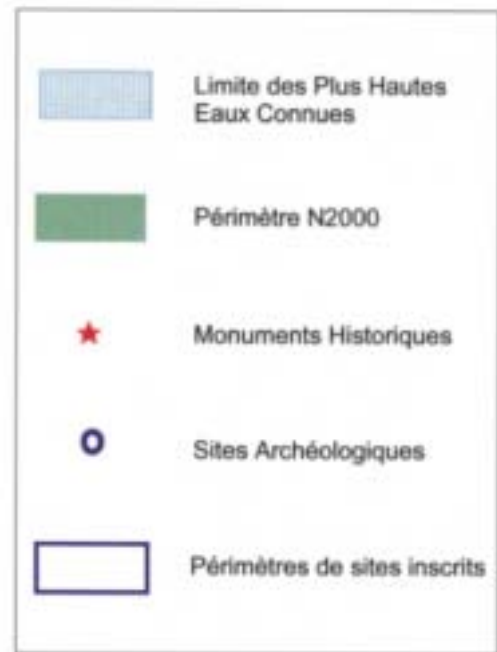 Limite des Plus Hautes
Eaux Connues
Périmètre N2000
Monuments Historiques
Sites Archéologiques
Périmètres de sites inscrits